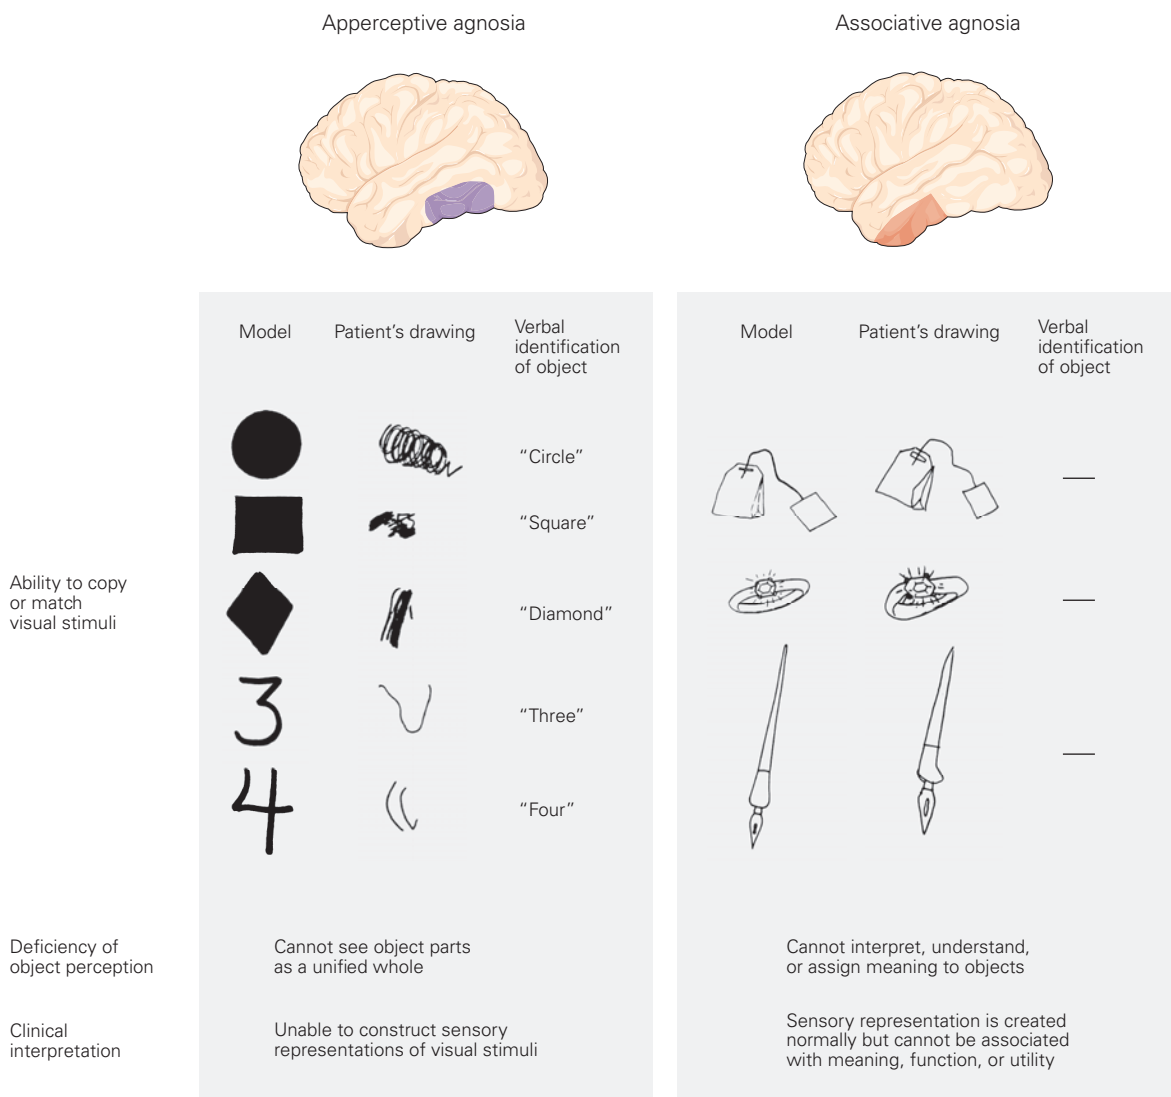 Apperceptive agnosia
Associative agnosia
Model
Patient's drawing
Verbal
identification
of object
Model
Patient's drawing
Verbal
identification
of object
Ability to copy
or match
visual stimuli
“Circle”
“Square”
“Diamond”
3
“Three”
4
“Four”
Deficiency of
object perception
Cannot see object parts
as a unified whole
Cannot interpret, understand,
or assign meaning to objects
Clinical
interpretation
Unable to construct sensory
representations of visual stimuli
Sensory representation is created
normally but cannot be associated
with meaning, function, or utility